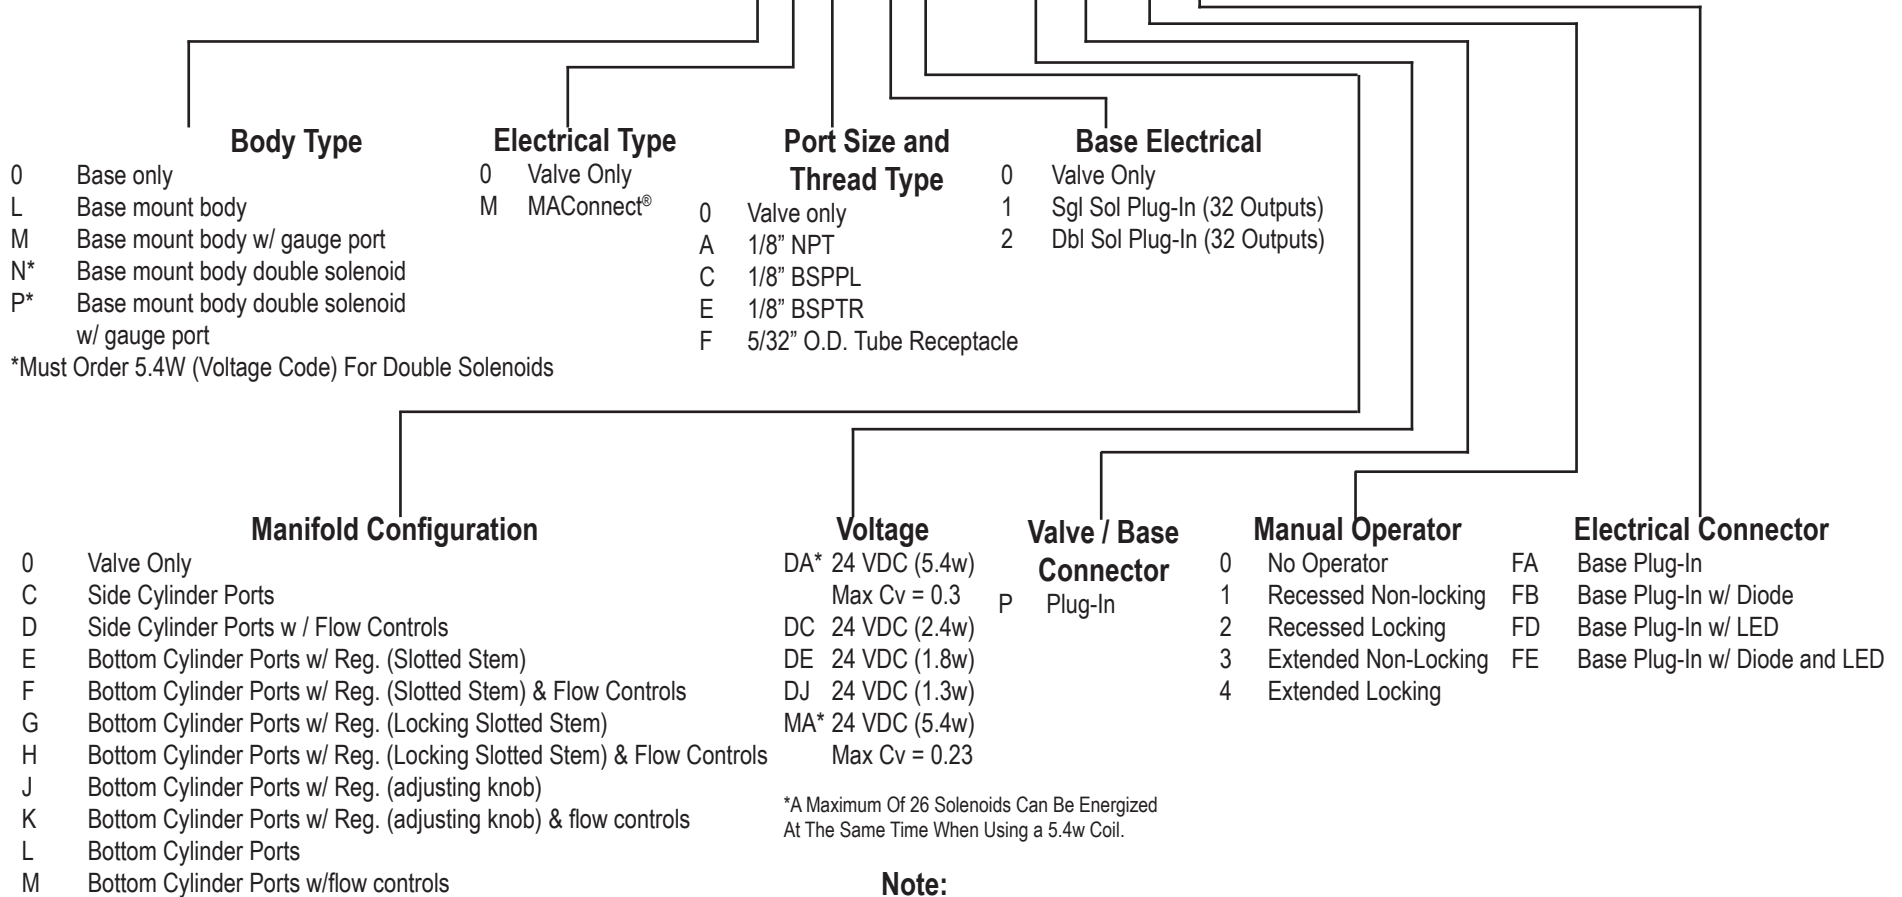 Body Type
0 Base only
L Base mount body
M Base mount body w/ gauge port
N* Base mount body double solenoid
P* Base mount body double solenoid
w/ gauge port
*Must Order 5.4W (Voltage Code) For Double Solenoids
Electrical Type
0 Valve Only
M MAConnect®
Port Size and
Thread Type
0 Valve only
A 1/8” NPT
C 1/8” BSPPL
E 1/8” BSPTR
F 5/32” O.D. Tube Receptacle
Base Electrical
0 Valve Only
1 Sgl Sol Plug-In (32 Outputs)
2 Dbl Sol Plug-In (32 Outputs)
Manifold Configuration
0 Valve Only
C Side Cylinder Ports
D Side Cylinder Ports w / Flow Controls
E Bottom Cylinder Ports w/ Reg. (Slotted Stem)
F Bottom Cylinder Ports w/ Reg. (Slotted Stem) & Flow Controls
G Bottom Cylinder Ports w/ Reg. (Locking Slotted Stem)
H Bottom Cylinder Ports w/ Reg. (Locking Slotted Stem) & Flow Controls
J Bottom Cylinder Ports w/ Reg. (adjusting knob)
K Bottom Cylinder Ports w/ Reg. (adjusting knob) & flow controls
L Bottom Cylinder Ports
M Bottom Cylinder Ports w/flow controls
Voltage
DA* 24 VDC (5.4w)
Max Cv = 0.3
DC 24 VDC (2.4w)
DE 24 VDC (1.8w)
DJ 24 VDC (1.3w)
MA* 24 VDC (5.4w)
Max Cv = 0.23
*A Maximum Of 26 Solenoids Can Be Energized
At The Same Time When Using a 5.4w Coil.
Note:
Valve / Base
Connector
P Plug-In
Manual Operator
0 No Operator
1 Recessed Non-locking
2 Recessed Locking
3 Extended Non-Locking
4 Extended Locking
Electrical Connector
FA Base Plug-In
FB Base Plug-In w/ Diode
FD Base Plug-In w/ LED
FE Base Plug-In w/ Diode and LED